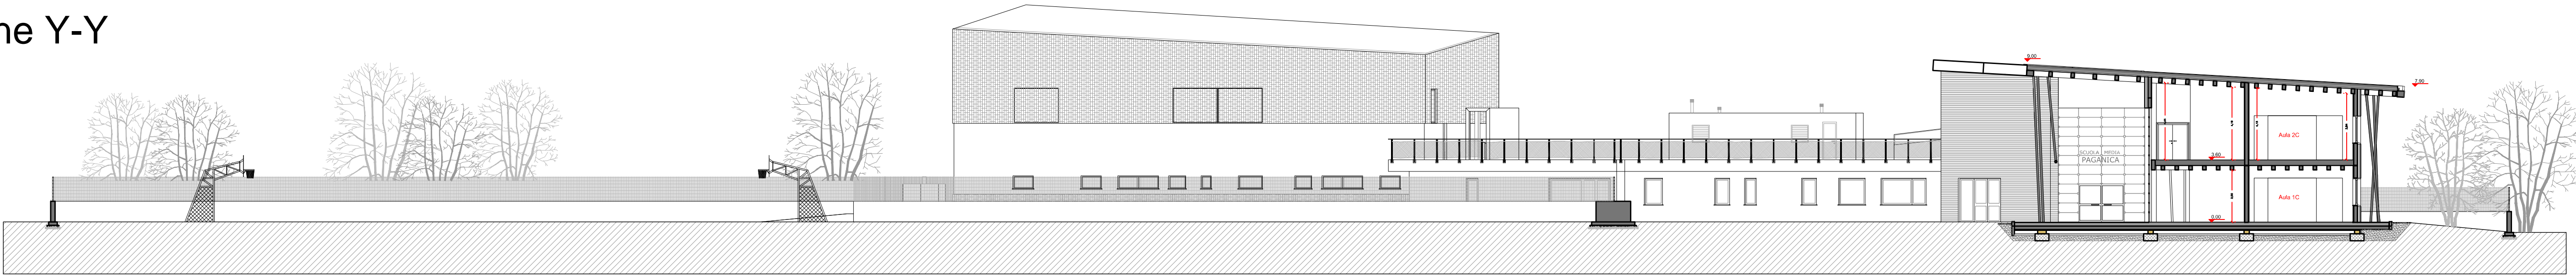 ne Y-Y
9.00
7.90
Aula 2C
SCUOLA MEDIA
PAGANICA
3.60
Aula 1C
0.00